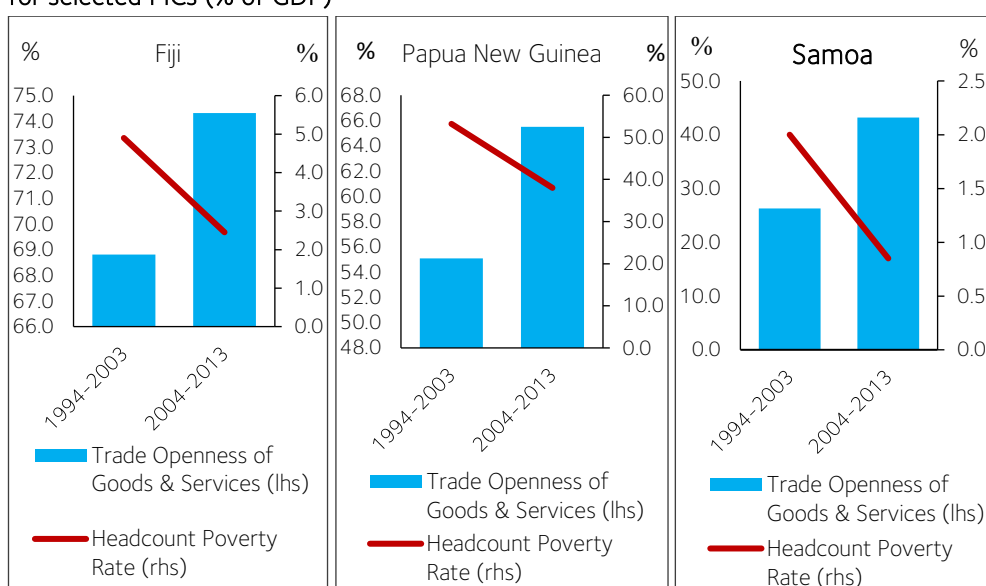 for selected PICs (% of GDP)
% Fiji %
75.0 6.0
74.0 5.0
73.0 4.0
72.0 3.0
71.0 2.0
70.0 1.0
69.0 0.0
68.0
67.0
66.0
1994-2003 2004-2013
Trade Openness of
Goods & Services (lhs)
Headcount Poverty
Rate (rhs)
% Papua New Guinea %
68.0 60.0
66.0 50.0
64.0 40.0
62.0 30.0
60.0 20.0
58.0 10.0
56.0 0.0
54.0
52.0
50.0
48.0
1994-2003 2004-2013
Trade Openness of
Goods & Services (lhs)
Headcount Poverty
Rate (rhs)
% Samoa %
50.0 2.5
40.0 2.0
30.0 1.5
20.0 1.0
10.0 0.5
0.0 0.0
1994-2003 2004-2013
Trade Openness of
Goods & Services (lhs)
Headcount Poverty
Rate (rhs)